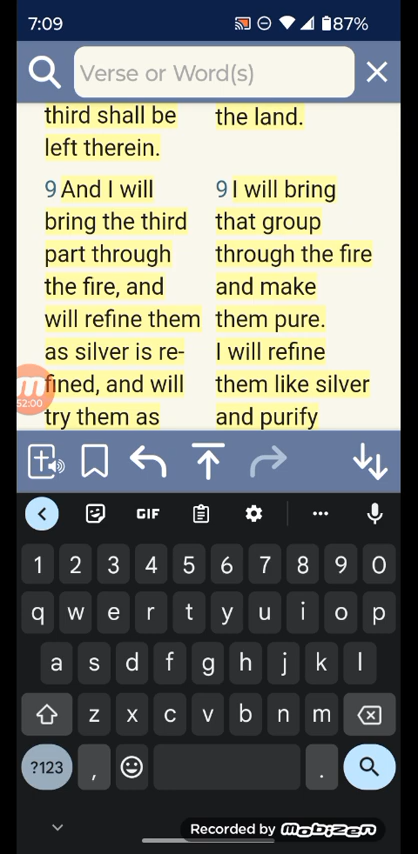 7:09 87%
Verse or Word(s)
third shall be
left therein.
9 And I will
bring the third
part through
the fire, and
will refine them
as silver is re-
fined, and will
try them as
the land.
9 I will bring
that group
through the fire
and make
them pure.
I will refine
them like silver
and purify
52:00
GIF
1 2 3 4 5 6 7 8 9 0
q w e r t y u i o p
a s d f g h j k l
z x c v b n m
?123 , .
Recorded by mobizen